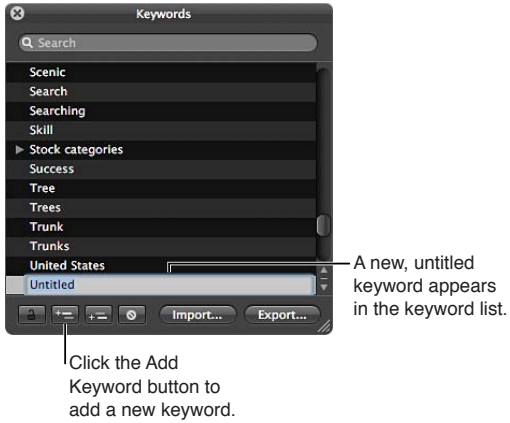 Keywords
Search
Scenic
Search
Searching
Skill
Stock categories
Success
Tree
Trees
Trunk
Trunks
United States
Untitled
Import...
Export...
A new, untitled
keyword appears
in the keyword list.
Click the Add
Keyword button to
add a new keyword.